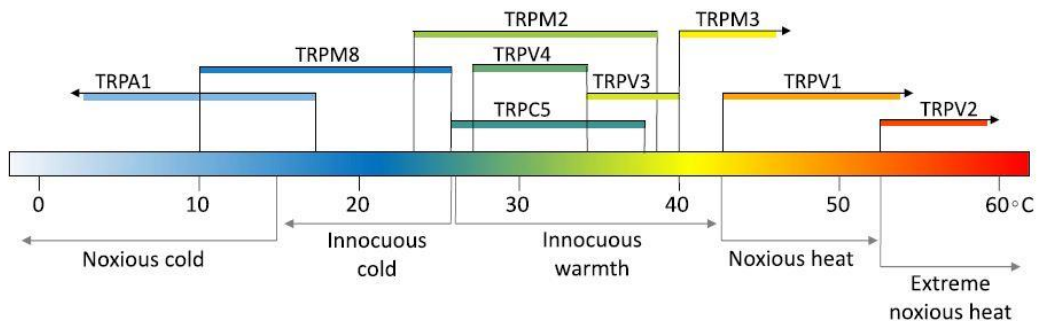 TRPM2
TRPM3
TRPM8
TRPV4
TRPA1
TRPV3
TRPV1
TRPC5
TRPV2
0 10 20 30 40 50 60°C
Noxious cold
Innocuous
cold
Innocuous
warmth
Noxious heat
Extreme
noxious heat